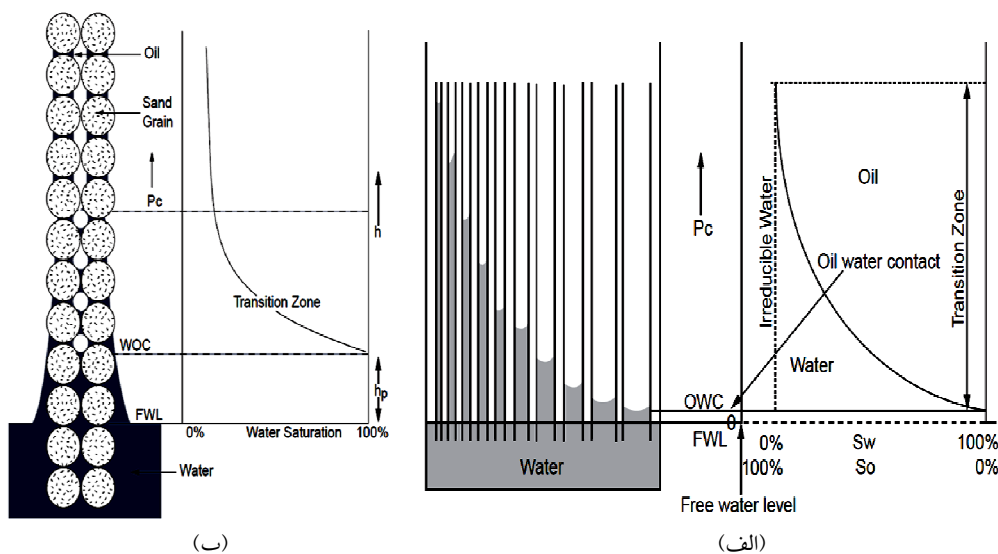 Oil
Sand
Grain
Pc
h
Transition Zone
WOC
hp
FWL
0%
Water Saturation
100%
Water
(ب)
Pc
Irreducible Water
Oil
Transition Zone
Oil water contact
Water
OWC
0
FWL
0%
Sw
100%
100%
So
0%
Water
Free water level
(الف)